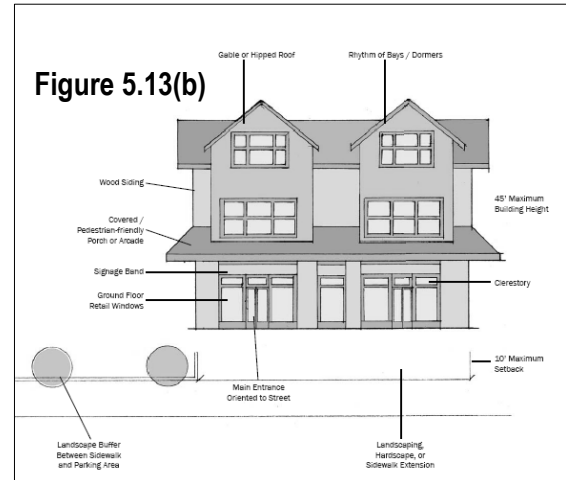 Gable or Hipped Roof
Rhythm of Bays / Dormers
Figure 5.13(b)
Wood Siding
45' Maximum
Building Height
Covered /
Pedestrian-friendly
Porch or Arcade
Signage Band
Clerestory
Ground Floor
Retail Windows
10' Maximum
Setback
Main Entrance
Oriented to Street
Landscape Buffer
Between Sidewalk
and Parking Area
Landscaping,
Hardscape, or
Sidewalk Extension